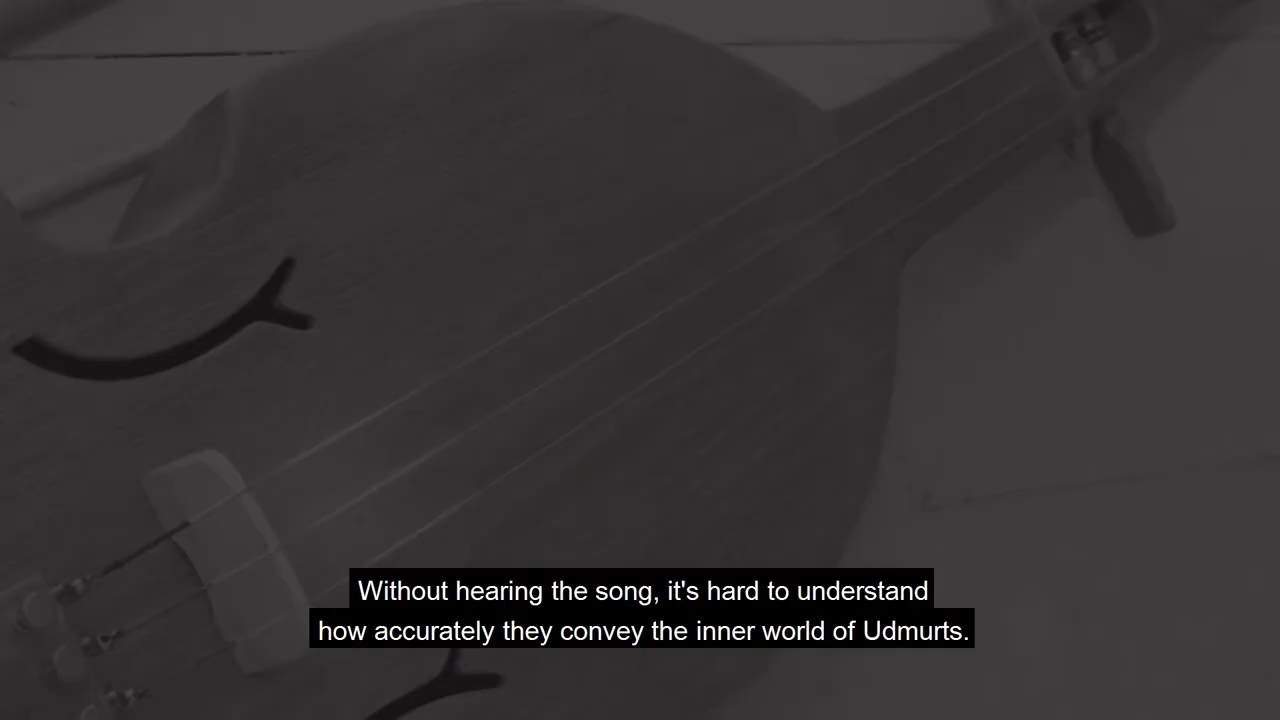 Without hearing the song, it's hard to understand
how accurately they convey the inner world of Udmurts.